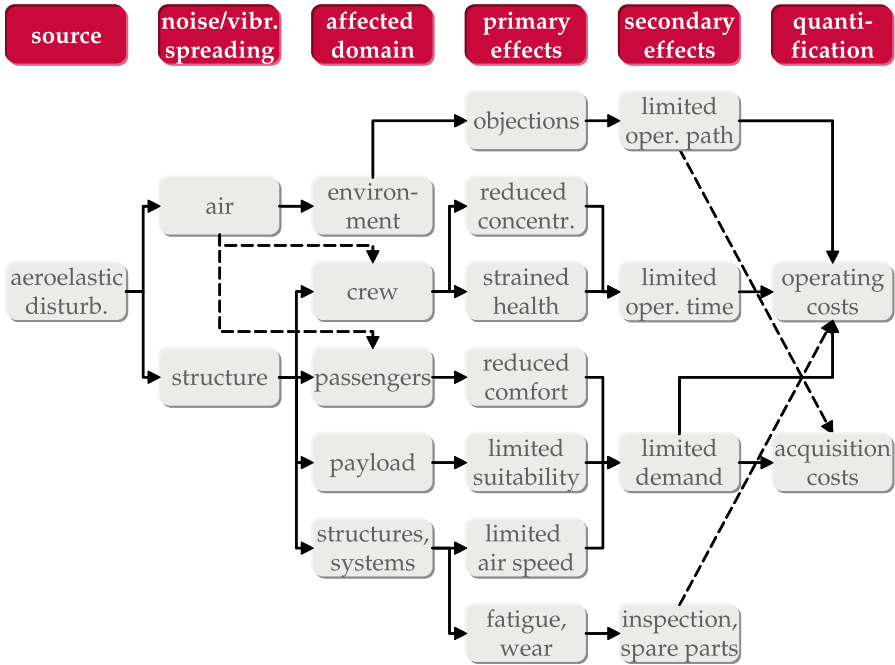 source
noise/vibr.
spreading
affected
domain
primary
effects
secondary
effects
quanti-
fication
objections
limited
oper. path
air
environ-
ment
reduced
concentr.
aeroelastic
disturb.
crew
strained
health
limited
oper. time
operating
costs
structure
passengers
reduced
comfort
payload
limited
suitability
limited
demand
acquisition
costs
structures,
systems
limited
air speed
fatigue,
wear
inspection,
spare parts